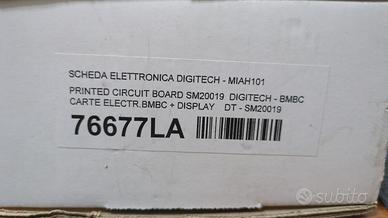 SCHEDA ELETTRONICA DIGITECH - MIAH101
PRINTED CIRCUIT BOARD SM20019 DIGITECH - BMBC
CARTE ELECTR.BMBC + DISPLAY DT - SM20019
76677LA
subito